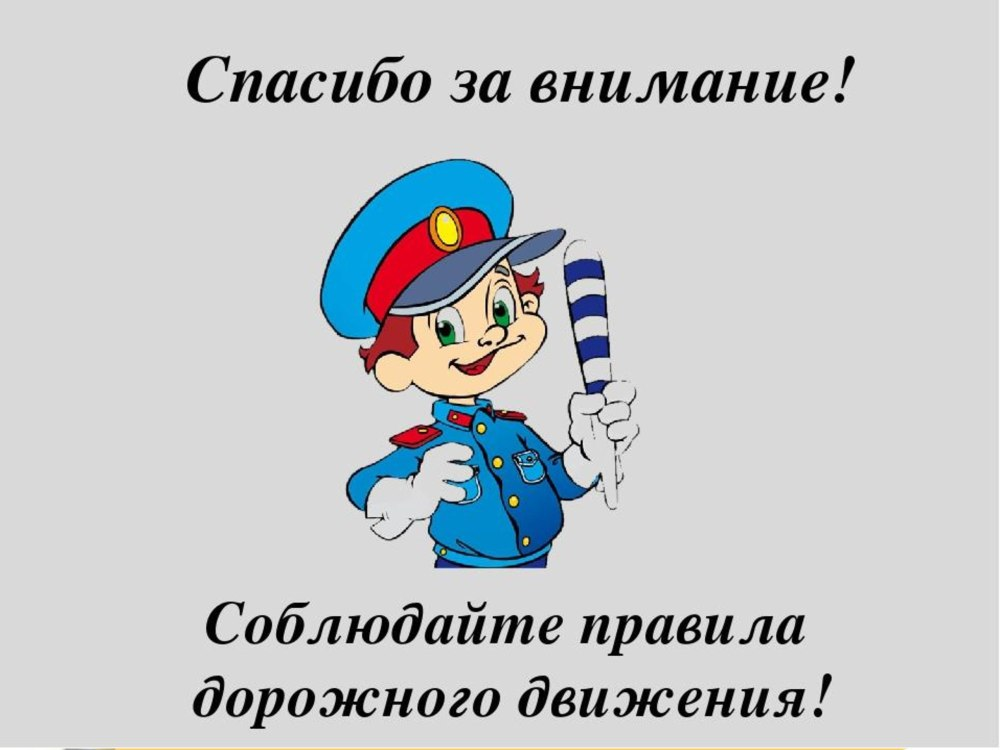 Спасибо за внимание!
Соблюдайте правила
дорожного движения!